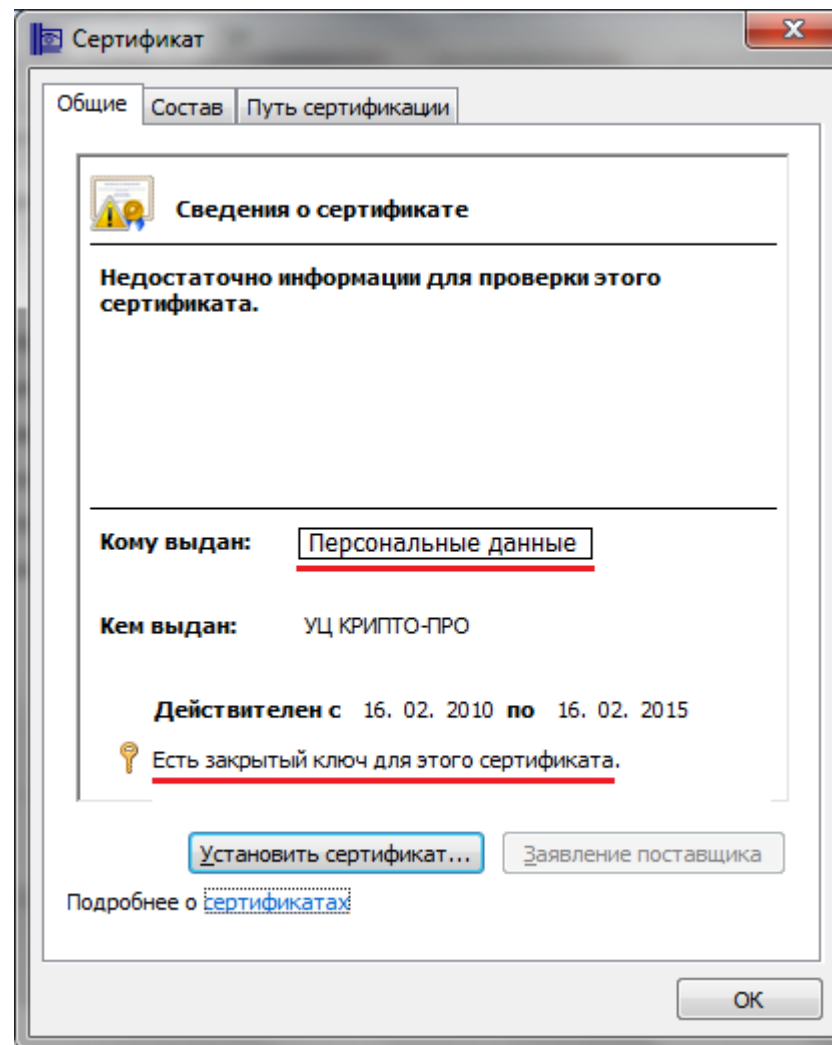 Сертификат
Общие Состав Путь сертификации
Сведения о сертификате
Недостаточно информации для проверки этого
сертификата.
Кому выдан: Персональные данные
Кем выдан: УЦ КРИПТО-ПРО
Действителен с 16. 02. 2010 по 16. 02. 2015
Есть закрытый ключ для этого сертификата.
Установить сертификат... Заявление поставщика
Подробнее о сертификатах
ОК